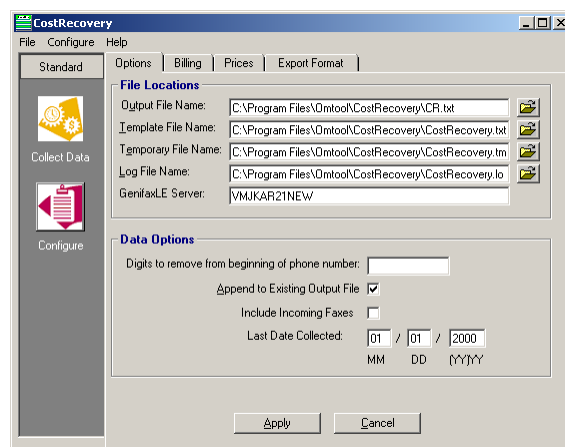 CostRecovery
File Configure Help
Standard
Options Billing Prices Export Format
File Locations
Output File Name: C:\Program Files\Omtool\CostRecovery\CR.txt
Template File Name: C:\Program Files\Omtool\CostRecovery\CostRecovery.txt
Temporary File Name: C:\Program Files\Omtool\CostRecovery\CostRecovery.tm
Log File Name: C:\Program Files\Omtool\CostRecovery\CostRecovery.lo
GenifaxLE Server: VMJKAR21NEW
Collect Data
Configure
Data Options
Digits to remove from beginning of phone number:
Append to Existing Output File
Include Incoming Faxes
Last Date Collected: 01 / 01 / 2000
MM DD (YY)YY
Apply Cancel